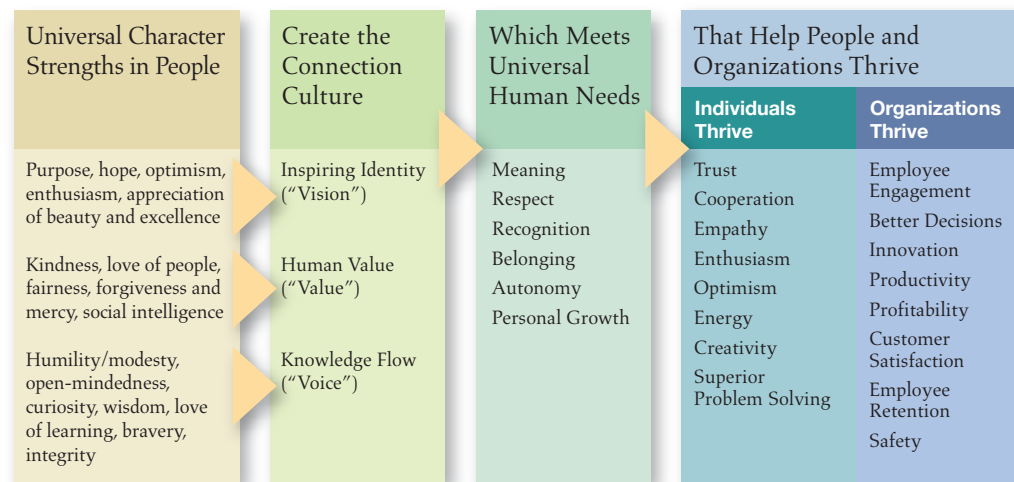 Universal Character
Strengths in People
Purpose, hope, optimism,
enthusiasm, appreciation
of beauty and excellence
Kindness, love of people,
fairness, forgiveness and
mercy, social intelligence
Humility/modesty,
open-mindedness,
curiosity, wisdom, love
of learning, bravery,
integrity
Create the
Connection
Culture
Inspiring Identity
(“Vision”)
Human Value
(“Value”)
Knowledge Flow
(“Voice”)
Which Meets
Universal
Human Needs
Meaning
Respect
Recognition
Belonging
Autonomy
Personal Growth
That Help People and
Organizations Thrive
Individuals
Thrive
Trust
Cooperation
Empathy
Enthusiasm
Optimism
Energy
Creativity
Superior
Problem Solving
Organizations
Thrive
Employee
Engagement
Better Decisions
Innovation
Productivity
Profitability
Customer
Satisfaction
Employee
Retention
Safety